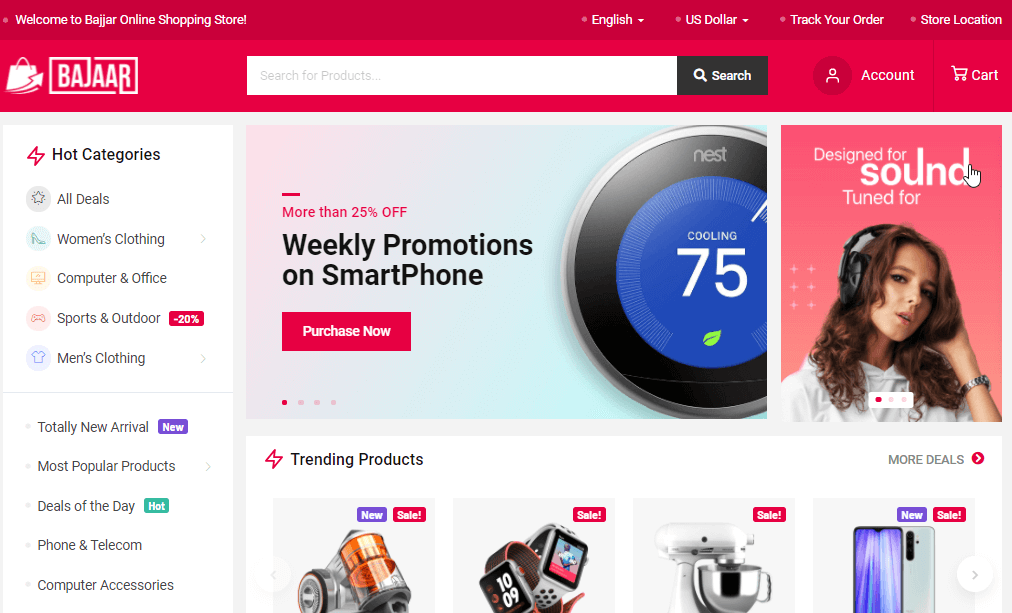 Welcome to Bajjar Online Shopping Store!
English
US Dollar
Track Your Order
Store Location
BAJAAR
Search for Products...
Search
Account
Cart
Hot Categories
All Deals
Women's Clothing
Computer & Office
Sports & Outdoor -20%
Men's Clothing
Totally New Arrival New
Most Popular Products
Deals of the Day Hot
Phone & Telecom
Computer Accessories
More than 25% OFF
Weekly Promotions
on SmartPhone
Purchase Now
nest
COOLING
75
Designed for
sound
Tuned for
Trending Products
MORE DEALS
New Sale!
Sale!
Sale!
New Sale!
10
09